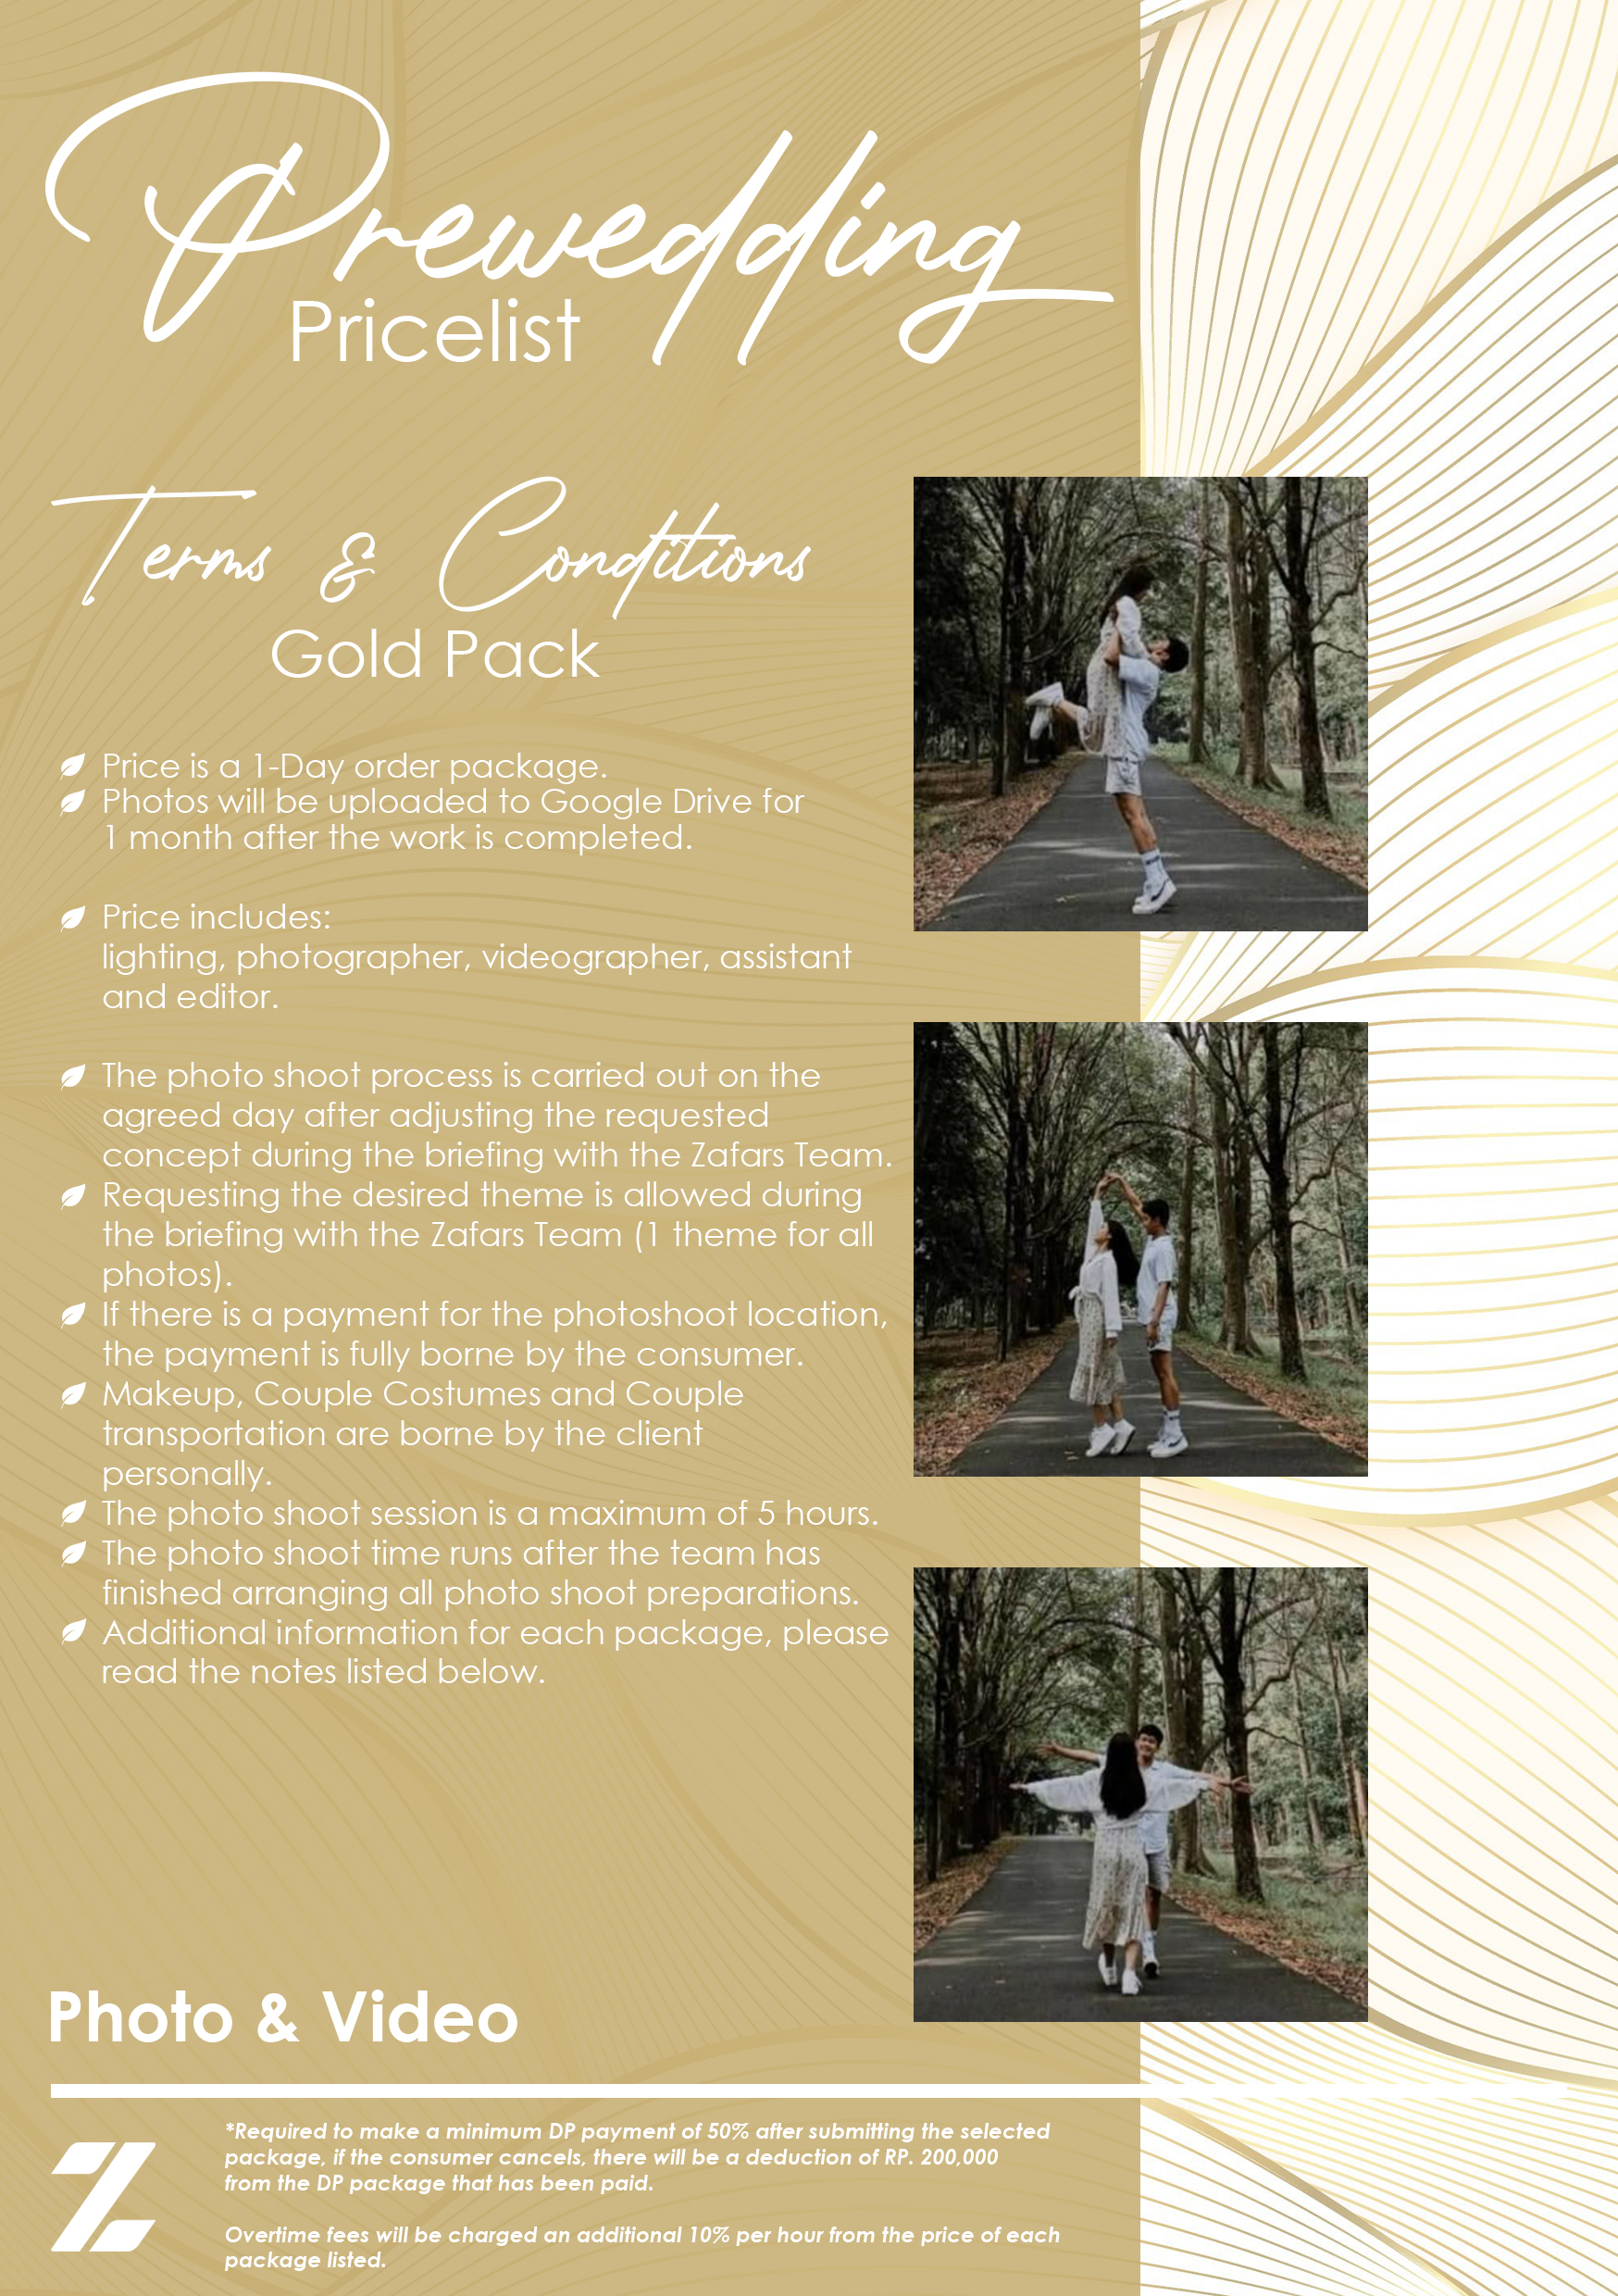 Prewedding
Pricelist
Terms & Conditions
Gold Pack
Price is a 1-Day order package.
Photos will be uploaded to Google Drive for
1 month after the work is completed.
Price includes:
lighting, photographer, videographer, assistant
and editor.
The photo shoot process is carried out on the
agreed day after adjusting the requested
concept during the briefing with the Zafars Team.
Requesting the desired theme is allowed during
the briefing with the Zafars Team (1 theme for all
photos).
If there is a payment for the photoshoot location,
the payment is fully borne by the consumer.
Makeup, Couple Costumes and Couple
transportation are borne by the client
personally.
The photo shoot session is a maximum of 5 hours.
The photo shoot time runs after the team has
finished arranging all photo shoot preparations.
Additional information for each package, please
read the notes listed below.
Photo & Video
*Required to make a minimum DP payment of 50% after submitting the selected
package, if the consumer cancels, there will be a deduction of RP. 200,000
from the DP package that has been paid.
Overtime fees will be charged an additional 10% per hour from the price of each
package listed.